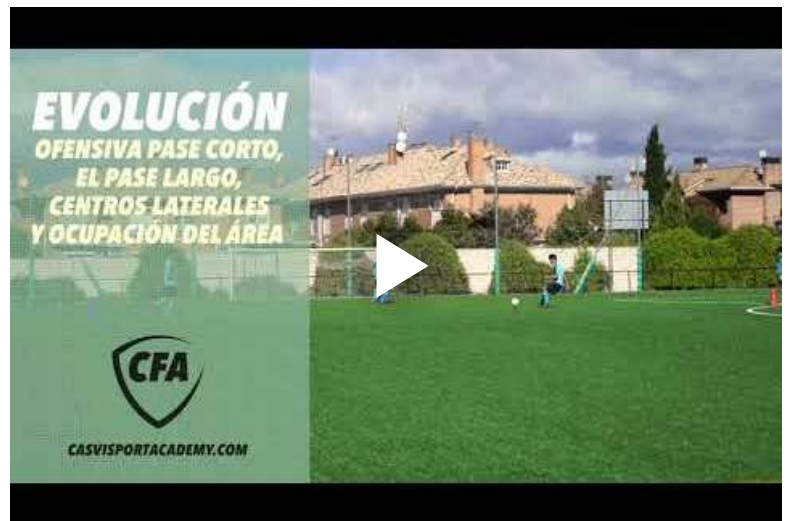 EVOLUCIÓN
OFENSIVA PASE CORTO,
EL PASE LARGO,
CENTROS LATERALES
Y OCUPACIÓN DEL ÁREA
CFA
CASVISPORTACADEMY.COM